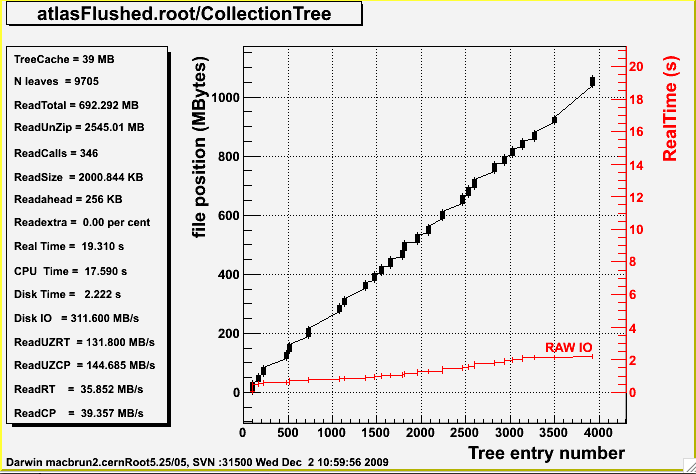 atlasFlushed.root/CollectionTree
TreeCache = 39 MB
N leaves = 9705
ReadTotal = 692.292 MB
ReadUnZip = 2545.01 MB
ReadCalls = 346
ReadSize = 2000.844 KB
Readahead = 256 KB
Readextra = 0.00 per cent
Real Time = 19.310 s
CPU Time = 17.590 s
Disk Time = 2.222 s
Disk IO = 311.600 MB/s
ReadUZRT = 131.800 MB/s
ReadUZCP = 144.685 MB/s
ReadRT = 35.852 MB/s
ReadCP = 39.357 MB/s
file position (MBytes)
1000
800
600
400
200
0
RealTime (s)
20
18
16
14
12
10
8
6
4
2
0
RAW IO
0 500 1000 1500 2000 2500 3000 3500 4000
Tree entry number
Darwin macbrun2.cernRoot5.25/05, SVN :31500 Wed Dec 2 10:59:56 2009